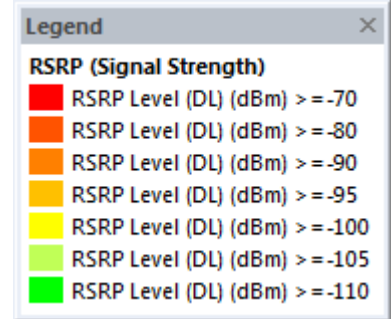 Legend
RSRP (Signal Strength)
RSRP Level (DL) (dBm) >=-70
RSRP Level (DL) (dBm) >=-80
RSRP Level (DL) (dBm) >=-90
RSRP Level (DL) (dBm) >=-95
RSRP Level (DL) (dBm) >=-100
RSRP Level (DL) (dBm) >=-105
RSRP Level (DL) (dBm) >=-110